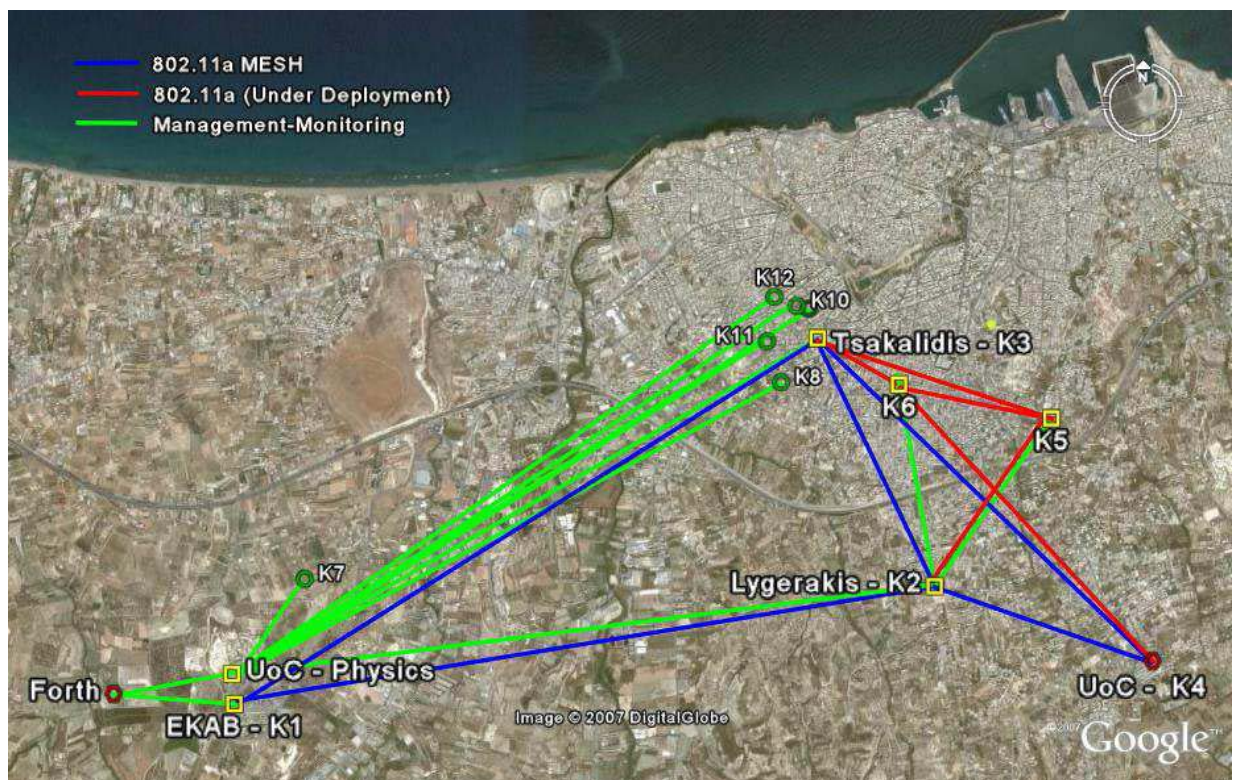 802.11a MESH
802.11a (Under Deployment)
Management-Monitoring
N
K12
K10
K11
Tsakalidis - K3
K8
K6
K5
K7
Lygerakis - K2
UoC - Physics
Forth
UoC - K4
EKAB - K1
Image © 2007 DigitalGlobe
©2007 Google™